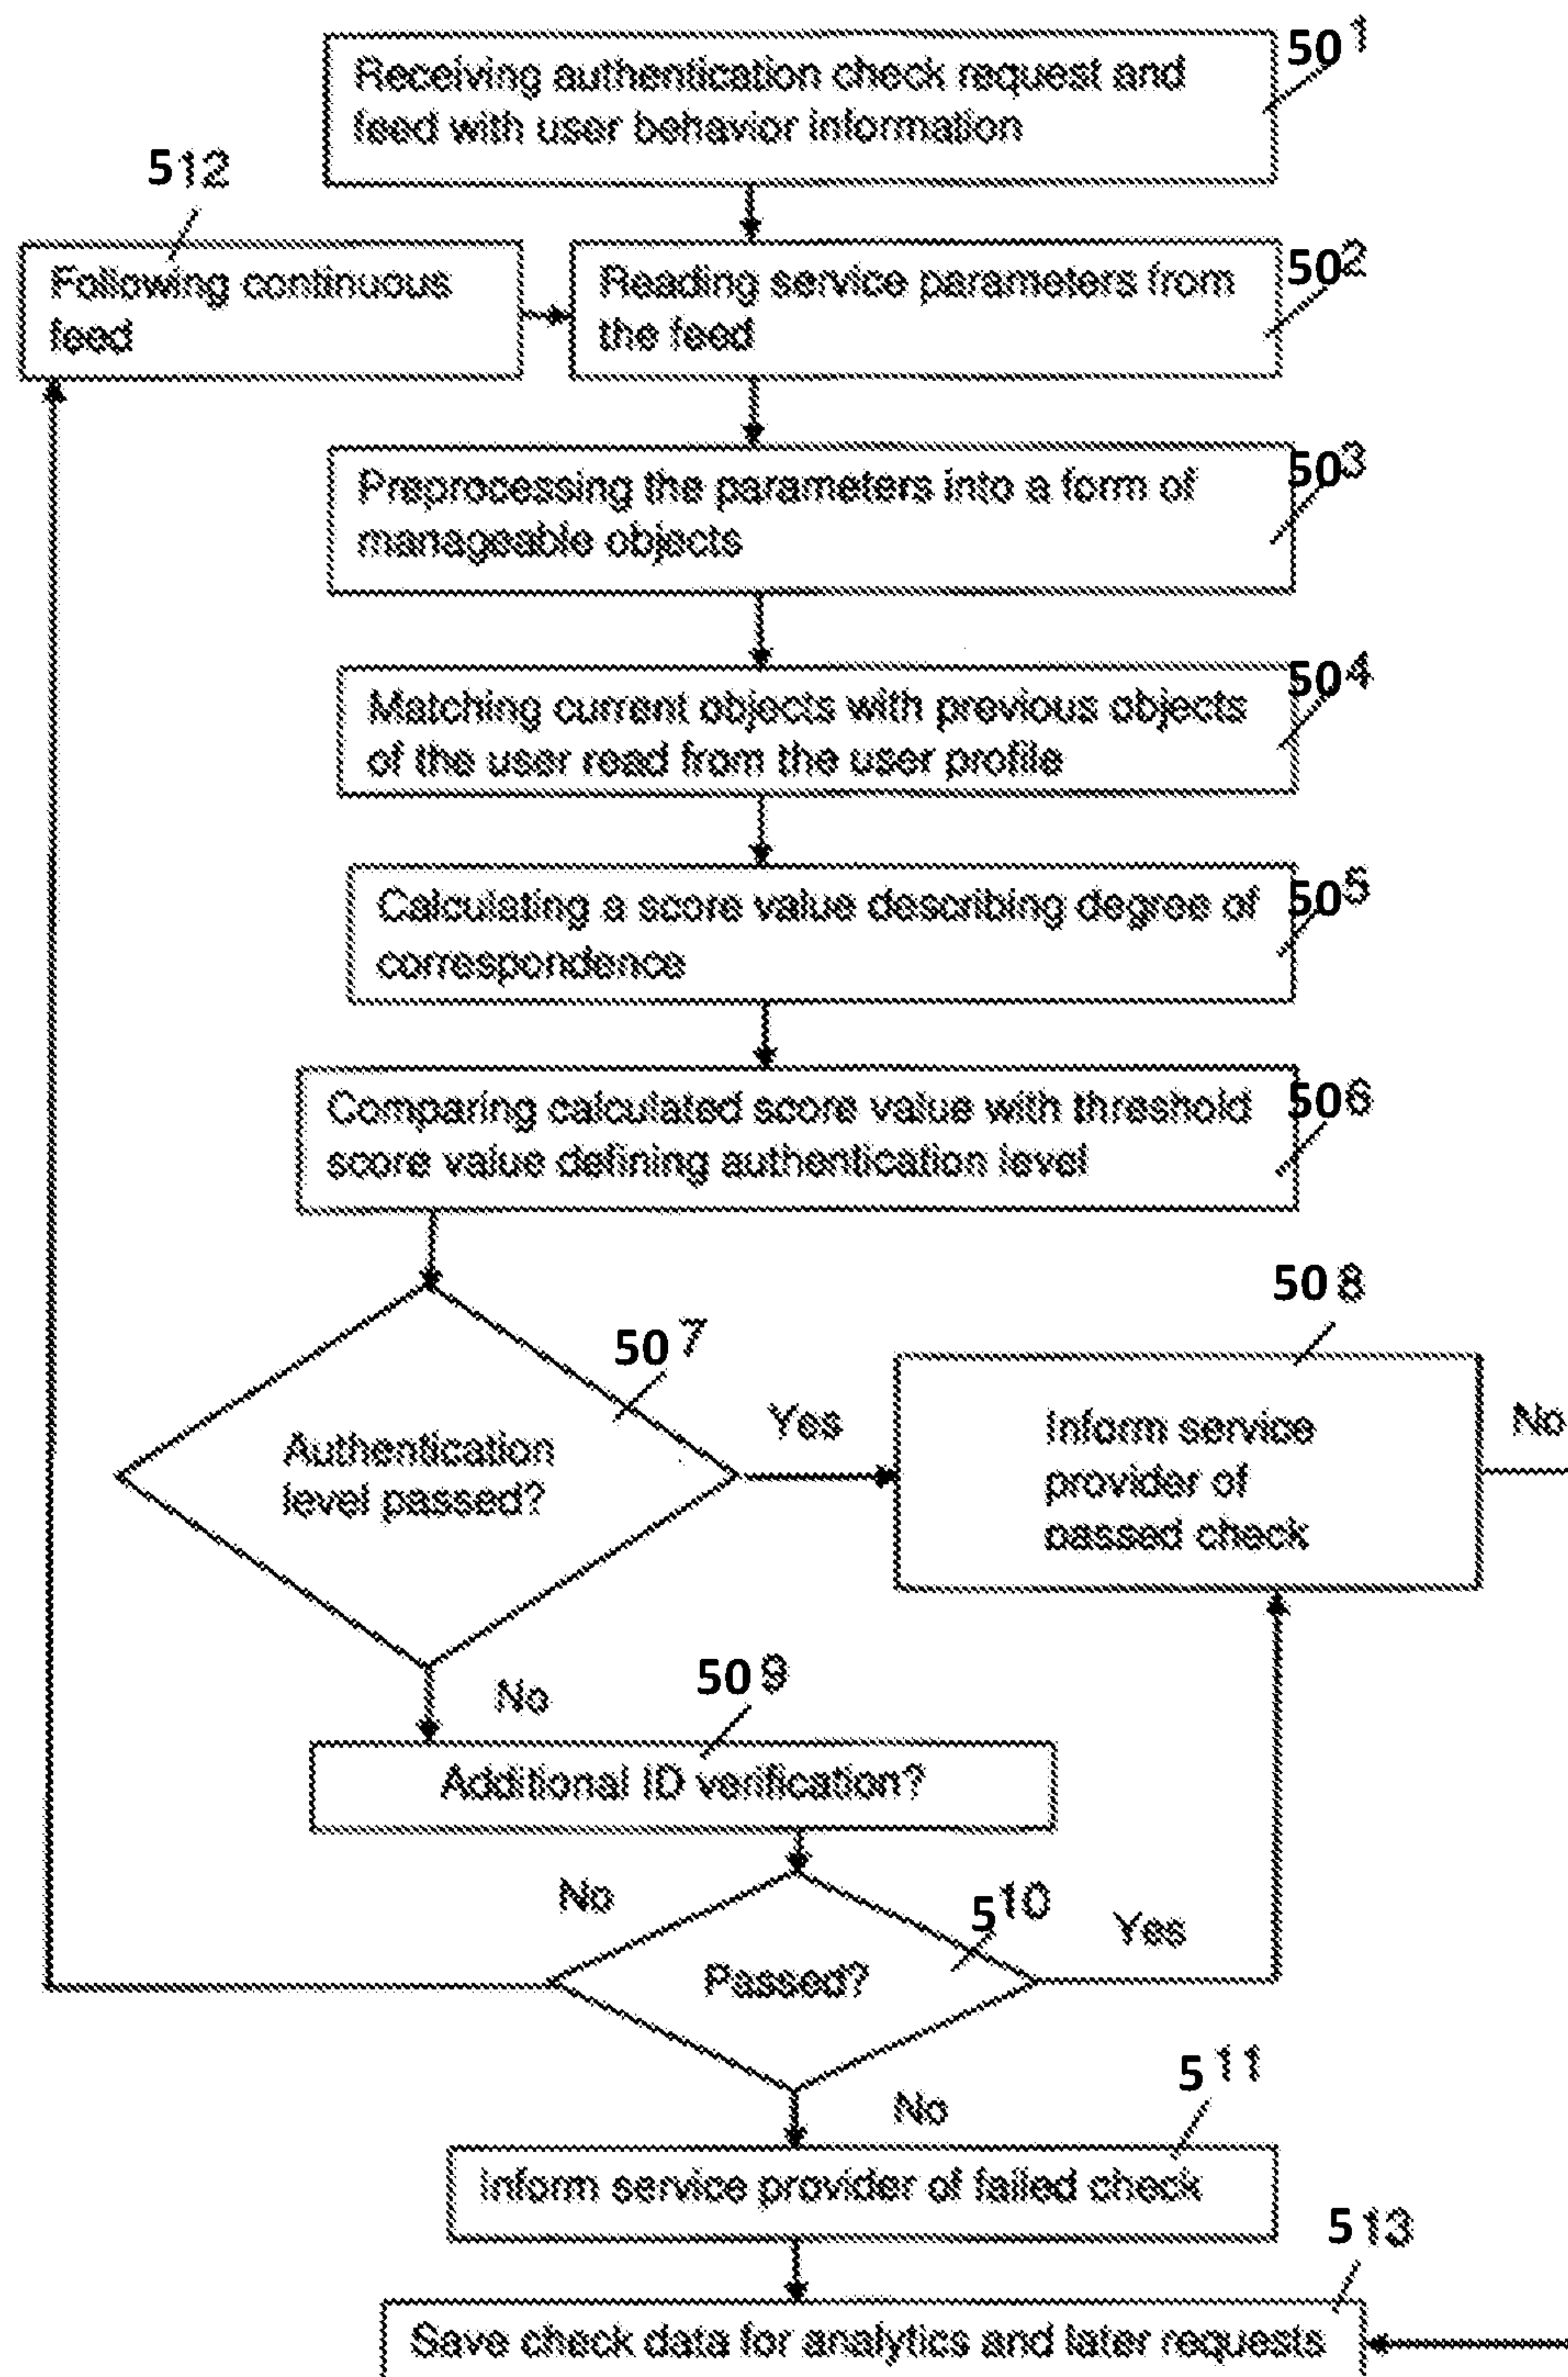 501
Receiving authentication check request and
feed with user behavior information
512
Following continuous
feed
502
Reading service parameters from
the feed
503
Preprocessing the parameters into a form of
manageable objects
504
Matching current objects with previous objects
of the user read from the user profile
505
Calculating a score value describing degree of
correspondence
506
Comparing calculated score value with threshold
score value defining authentication level
507
Authentication
level passed?
Yes
508
Inform service
provider of
passed check
No
No
509
Additional ID verification?
No
510
Passed?
Yes
No
511
Inform service provider of failed check
513
Save check data for analytics and later requests